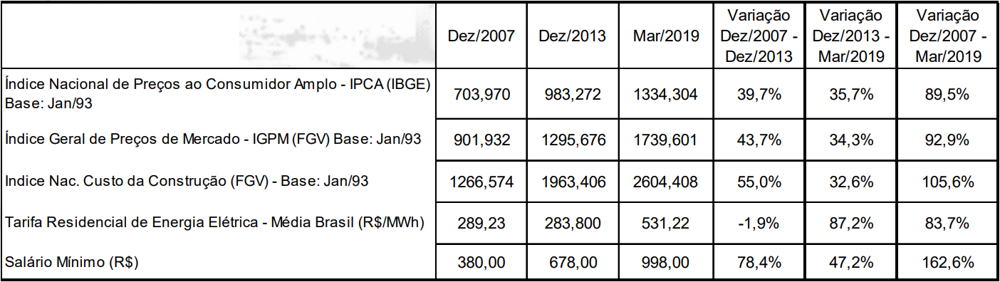 Dez/2007 Dez/2013 Mar/2019 Variação Dez/2007 - Dez/2013 Variação Dez/2013 - Mar/2019 Variação Dez/2007 - Mar/2019
Índice Nacional de Preços ao Consumidor Amplo - IPCA (IBGE)
Base: Jan/93 703,970 983,272 1334,304 39,7% 35,7% 89,5%
Índice Geral de Preços de Mercado - IGPM (FGV) Base: Jan/93 901,932 1295,676 1739,601 43,7% 34,3% 92,9%
Indice Nac. Custo da Construção (FGV) - Base: Jan/93 1266,574 1963,406 2604,408 55,0% 32,6% 105,6%
Tarifa Residencial de Energia Elétrica - Média Brasil (R$/MWh) 289,23 283,800 531,22 -1,9% 87,2% 83,7%
Salário Mínimo (R$) 380,00 678,00 998,00 78,4% 47,2% 162,6%